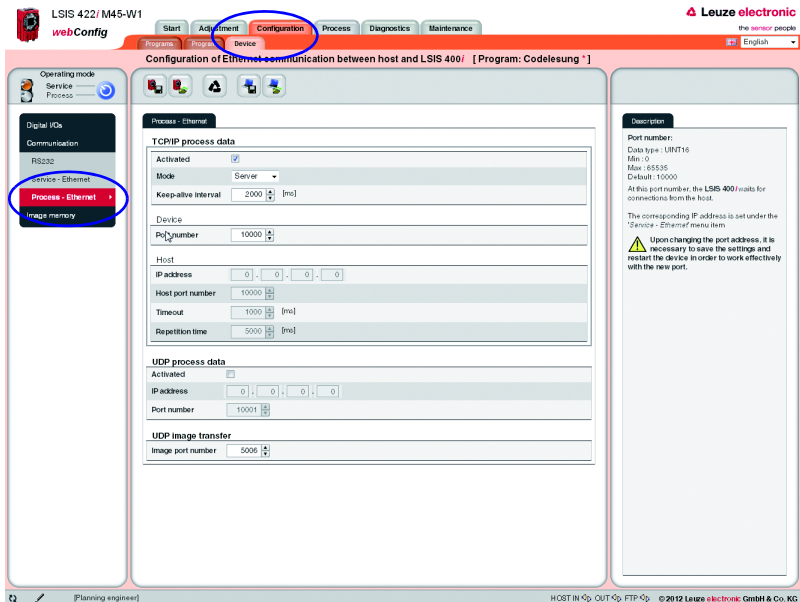 LSIS 422i M45-W1
webConfig
Leuze electronic
the sensor people
Start Adjustment Configuration Process Diagnostics Maintenance
Programs Program Device
English
Configuration of Ethernet communication between host and LSIS 400i [ Program: Codelesung * ]
Operating mode
Service
Process
Digital I/Os
Communication
RS232
Service - Ethernet
Process - Ethernet
Image memory
Process - Ethernet
TCP/IP process data
Activated
Mode Server
Keep-alive interval 2000 [ms]
Device
Port number 10000
Host
IP address 0 . 0 . 0 . 0
Host port number 10000
Timeout 1000 [ms]
Repetition time 5000 [ms]
UDP process data
Activated
IP address 0 . 0 . 0 . 0
Port number 10001
UDP image transfer
Image port number 5006
Description
Port number:
Data type : UINT16
Min : 0
Max : 65535
Default : 10000
At this port number, the LSIS 400i waits for
connections from the host.
The corresponding IP address is set under the
'Service - Ethernet' menu item
Upon changing the port address, it is
necessary to save the settings and
restart the device in order to work effectively
with the new port.
[Planning engineer]
HOST IN OUT FTP © 2012 Leuze electronic GmbH & Co. KG